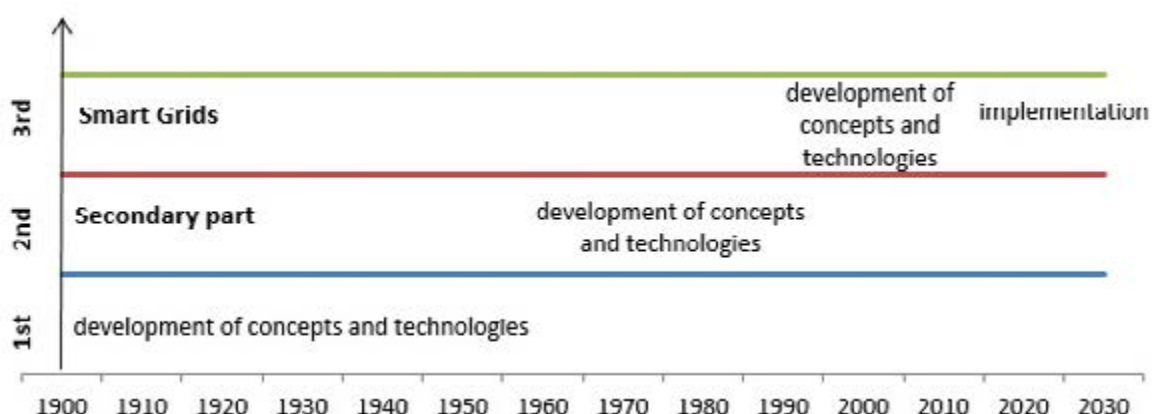 3rd
Smart Grids
development of
concepts and
technologies
implementation
2nd
Secondary part
development of concepts
and technologies
1st
development of concepts and technologies
1900 1910 1920 1930 1940 1950 1960 1970 1980 1990 2000 2010 2020 2030